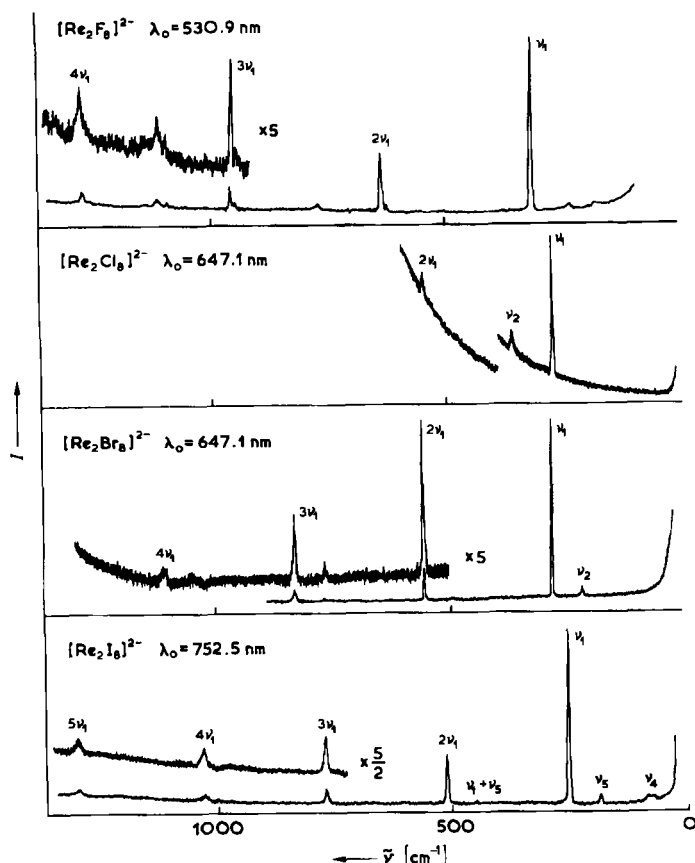 [Re₂F₈]²⁻ λ₀ = 530.9 nm
4ν₁
3ν₁
×5
2ν₁
ν₁
[Re₂Cl₈]²⁻ λ₀ = 647.1 nm
2ν₁
ν₂
ν₁
[Re₂Br₈]²⁻ λ₀ = 647.1 nm
4ν₁
3ν₁
2ν₁
×5
ν₁
ν₂
[Re₂I₈]²⁻ λ₀ = 752.5 nm
5ν₁
4ν₁
3ν₁
×5/2
2ν₁
ν₁+ν₅
ν₁
ν₅
ν₄
I →
1000
500
0
← ν̃ [cm⁻¹]